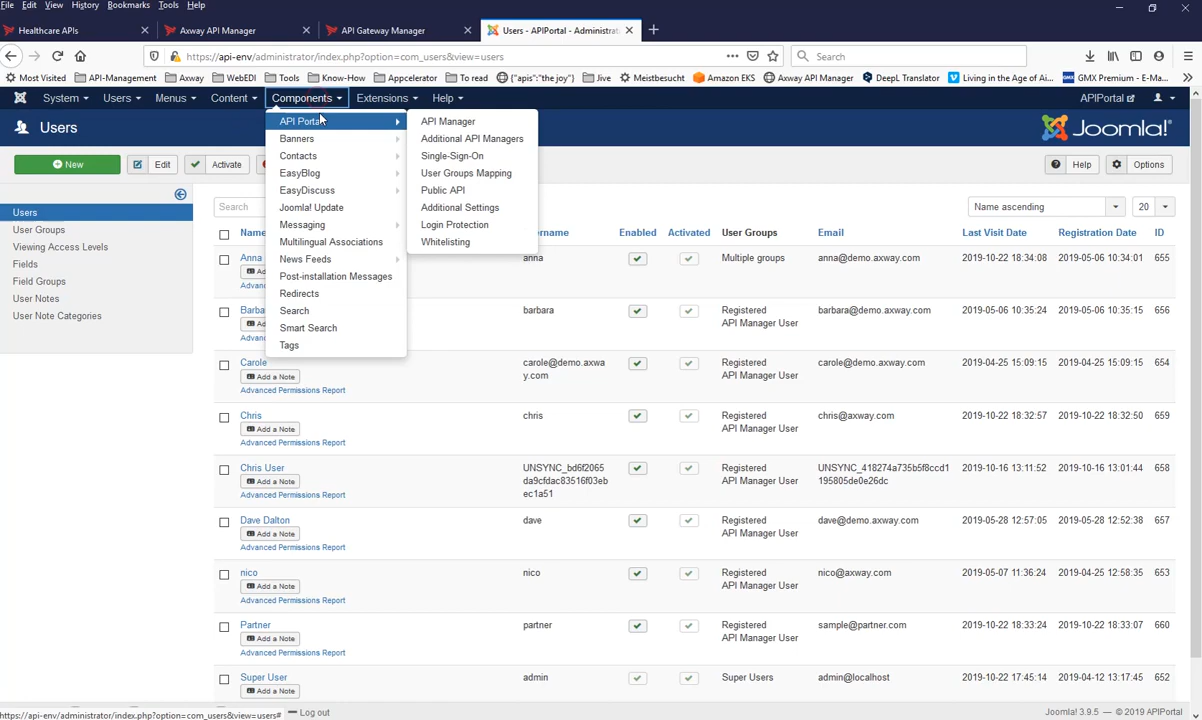 File Edit View History Bookmarks Tools Help
Healthcare APIs
Axway API Manager
API Gateway Manager
Users - APIPortal - Administrat
https://api-env/administrator/index.php?option=com_users&view=users
Search
Most Visited API-Management Axway WebEDI Tools Know-How Appcelerator To read {"apis":"the joy"} Jive Meistbesucht Amazon EKS Axway API Manager DeepL Translator Living in the Age of Ai... GMX Premium - E-Ma...
System Users Menus Content Components Extensions Help APIPortal
Users
Joomla!
New Edit Activate Help Options
API Porta
Banners
Contacts
EasyBlog
EasyDiscuss
Joomla! Update
Messaging
Multilingual Associations
News Feeds
Post-installation Messages
Redirects
Search
Smart Search
Tags
API Manager
Additional API Managers
Single-Sign-On
User Groups Mapping
Public API
Additional Settings
Login Protection
Whitelisting
Users
User Groups
Viewing Access Levels
Fields
Field Groups
User Notes
User Note Categories
Search
Name ascending 20
Name ername Enabled Activated User Groups Email Last Visit Date Registration Date ID
Anna anna Multiple groups anna@demo.axway.com 2019-10-22 18:34:08 2019-05-06 10:34:01 655
Ad
Advanc
Barba barbara Registered barbara@demo.axway.com 2019-05-06 10:35:24 2019-05-06 10:35:15 656
API Manager User
Ad
Advanc
Carole carole@demo.axwa Registered carole@demo.axway.com 2019-04-25 15:09:15 2019-04-25 15:09:15 654
y.com API Manager User
Add a Note
Advanced Permissions Report
Chris chris Registered chris@axway.com 2019-10-22 18:32:57 2019-10-22 18:32:50 659
API Manager User
Add a Note
Advanced Permissions Report
Chris User UNSYNC_bd6f2065 Registered UNSYNC_418274a735b5f8ccd1 2019-10-16 13:11:52 2019-10-16 13:01:44 658
da9cfdac83516f03eb API Manager User 195805de0e26dc
Add a Note
ec1a51
Advanced Permissions Report
Dave Dalton dave Registered dave@demo.axway.com 2019-05-28 12:57:05 2019-05-28 12:52:38 657
API Manager User
Add a Note
Advanced Permissions Report
nico nico Registered nico@axway.com 2019-05-07 11:36:24 2019-04-25 12:58:35 653
API Manager User
Add a Note
Advanced Permissions Report
Partner partner Registered sample@partner.com 2019-10-22 18:33:24 2019-10-22 18:33:07 660
API Manager User
Add a Note
Advanced Permissions Report
Super User admin Super Users admin@localhost 2019-10-22 17:45:14 2019-04-12 13:17:45 652
Add a Note
https://api-env/administrator/index.php?option=com_users&view=users# Log out Joomla! 3.9.5 — © 2019 APIPortal